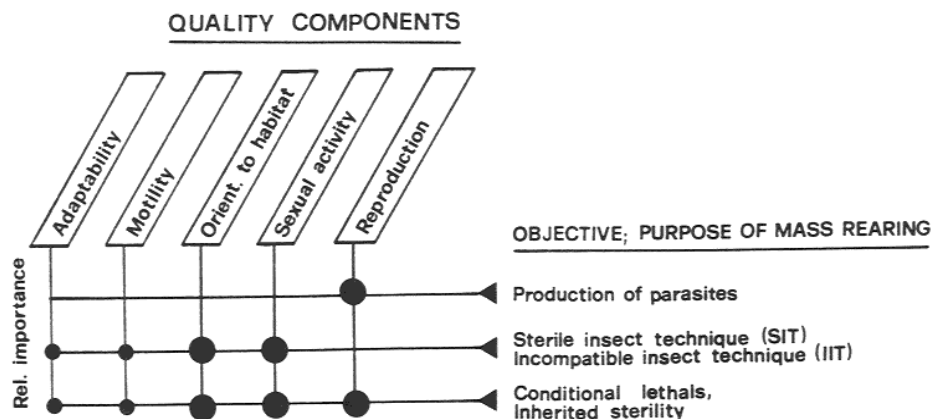 QUALITY COMPONENTS
Adaptability
Motility
Orient. to habitat
Sexual activity
Reproduction
OBJECTIVE; PURPOSE OF MASS REARING
Rel. importance
Production of parasites
Sterile insect technique (SIT)
Incompatible insect technique (IIT)
Conditional lethals,
Inherited sterility